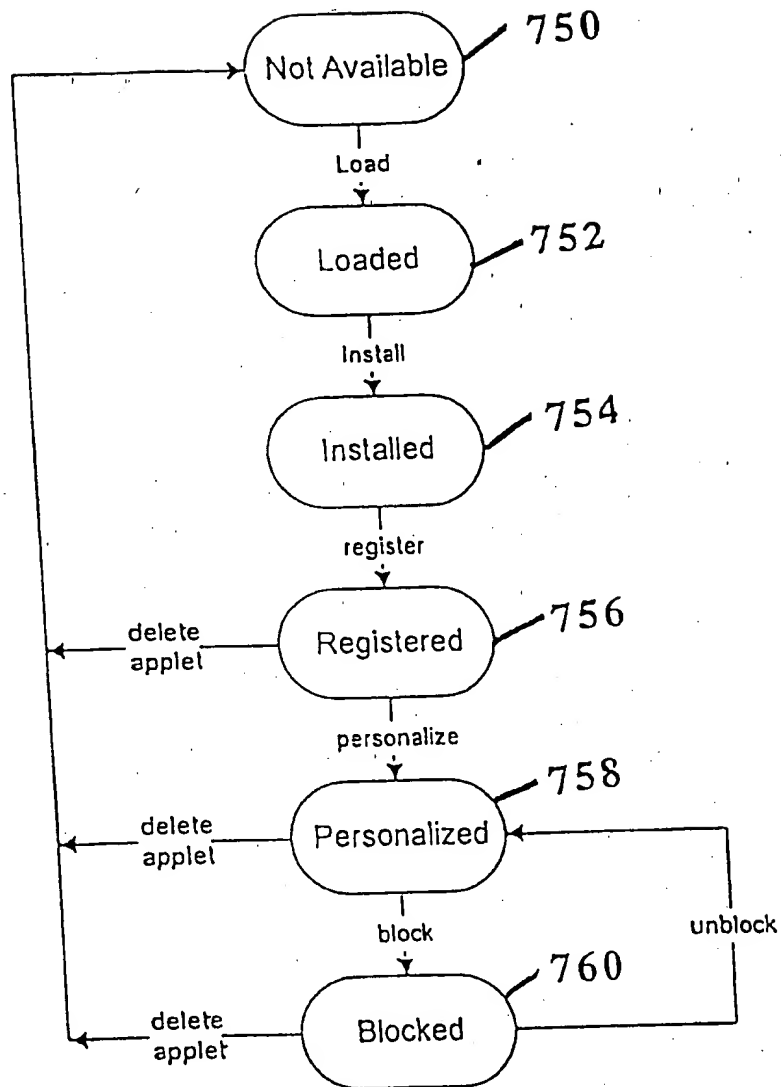 750
Not Available
Load
752
Loaded
Install
754
Installed
register
756
delete
applet
Registered
personalize
758
delete
applet
Personalized
block
unblock
760
delete
applet
Blocked